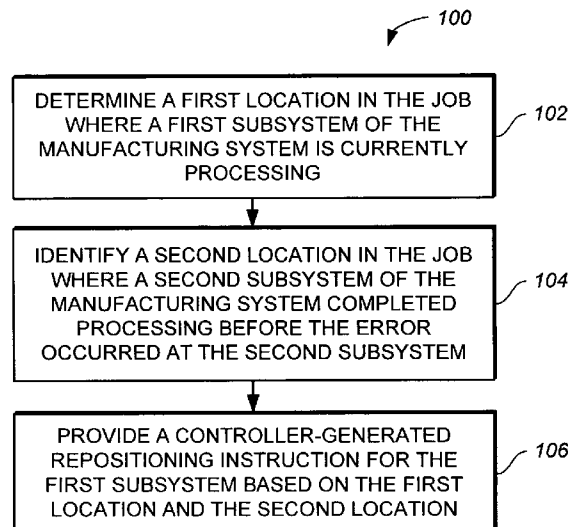 100
DETERMINE A FIRST LOCATION IN THE JOB
WHERE A FIRST SUBSYSTEM OF THE
MANUFACTURING SYSTEM IS CURRENTLY
PROCESSING
102
IDENTIFY A SECOND LOCATION IN THE JOB
WHERE A SECOND SUBSYSTEM OF THE
MANUFACTURING SYSTEM COMPLETED
PROCESSING BEFORE THE ERROR
OCCURRED AT THE SECOND SUBSYSTEM
104
PROVIDE A CONTROLLER-GENERATED
REPOSITIONING INSTRUCTION FOR THE
FIRST SUBSYSTEM BASED ON THE FIRST
LOCATION AND THE SECOND LOCATION
106